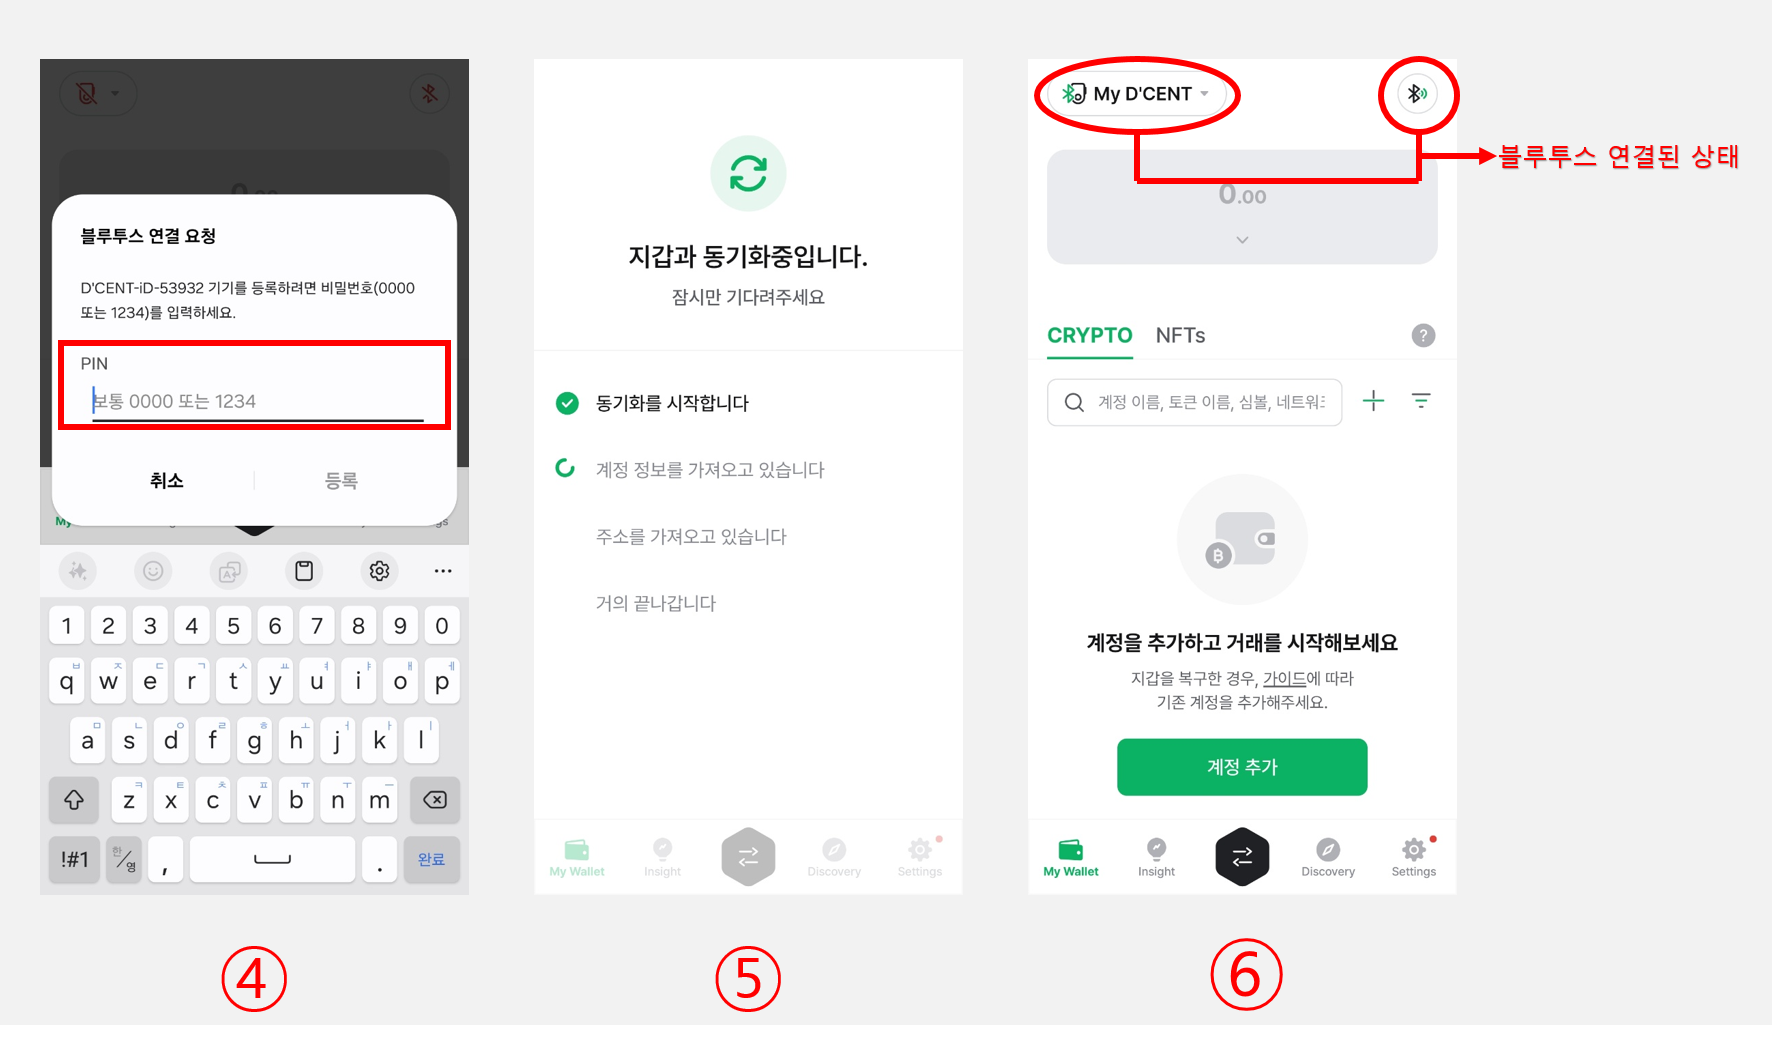 0.00
블루투스 연결 요청
D'CENT-iD-53932 기기를 등록하려면 비밀번호(0000
또는 1234)를 입력하세요.
PIN
보통 0000 또는 1234
취소
등록
My
gs
1 2 3 4 5 6 7 8 9 0
ㅂ ㅈ ㄷ ㄱ ㅅ ㅛ ㅕ ㅑ ㅐ ㅔ
q w e r t y u i o p
ㅁ ㄴ ㅇ ㄹ ㅎ ㅗ ㅓ ㅏ ㅣ
a s d f g h j k l
ㅋ ㅌ ㅊ ㅍ ㅠ ㅜ ㅡ
z x c v b n m
!#1 한/영 , . 완료
④
지갑과 동기화중입니다.
잠시만 기다려주세요
동기화를 시작합니다
계정 정보를 가져오고 있습니다
주소를 가져오고 있습니다
거의 끝나갑니다
My Wallet Insight Discovery Settings
⑤
My D'CENT
블루투스 연결된 상태
0.00
CRYPTO NFTs ?
계정 이름, 토큰 이름, 심볼, 네트워크
계정을 추가하고 거래를 시작해보세요
지갑을 복구한 경우, 가이드에 따라
기존 계정을 추가해주세요.
계정 추가
My Wallet Insight Discovery Settings
⑥